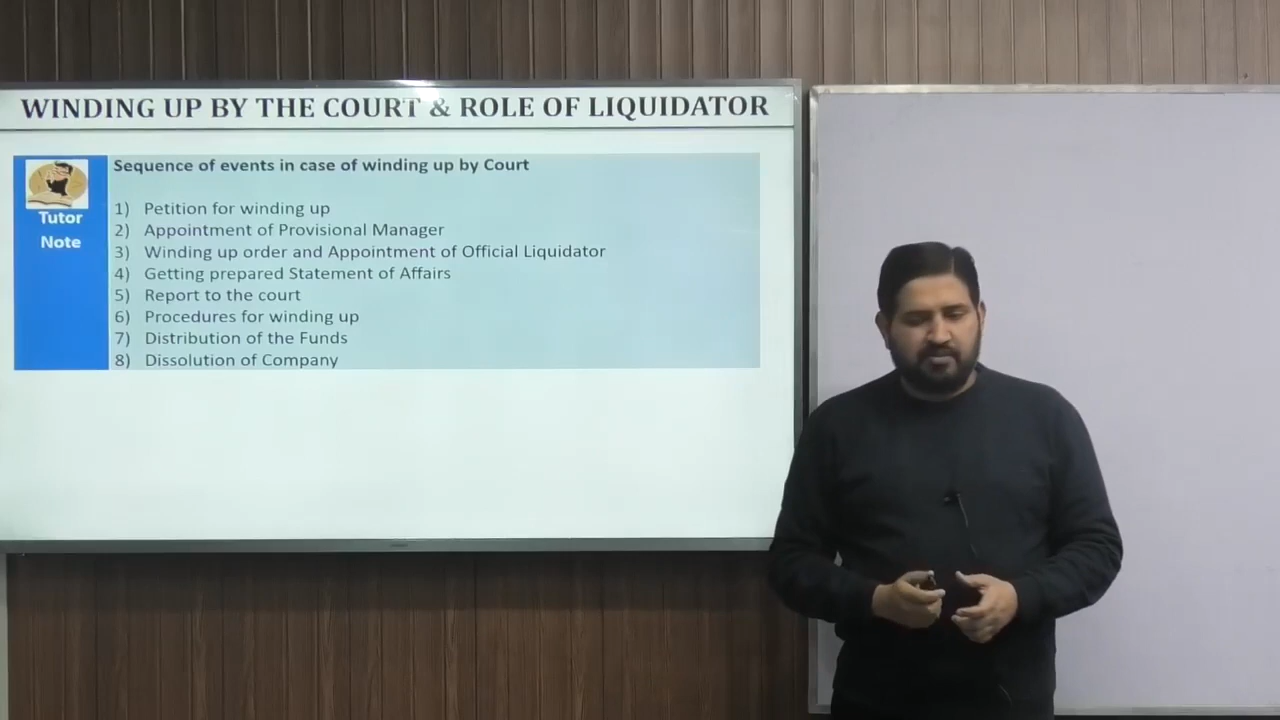 WINDING UP BY THE COURT & ROLE OF LIQUIDATOR
Tutor
Note
Sequence of events in case of winding up by Court
1) Petition for winding up
2) Appointment of Provisional Manager
3) Winding up order and Appointment of Official Liquidator
4) Getting prepared Statement of Affairs
5) Report to the court
6) Procedures for winding up
7) Distribution of the Funds
8) Dissolution of Company